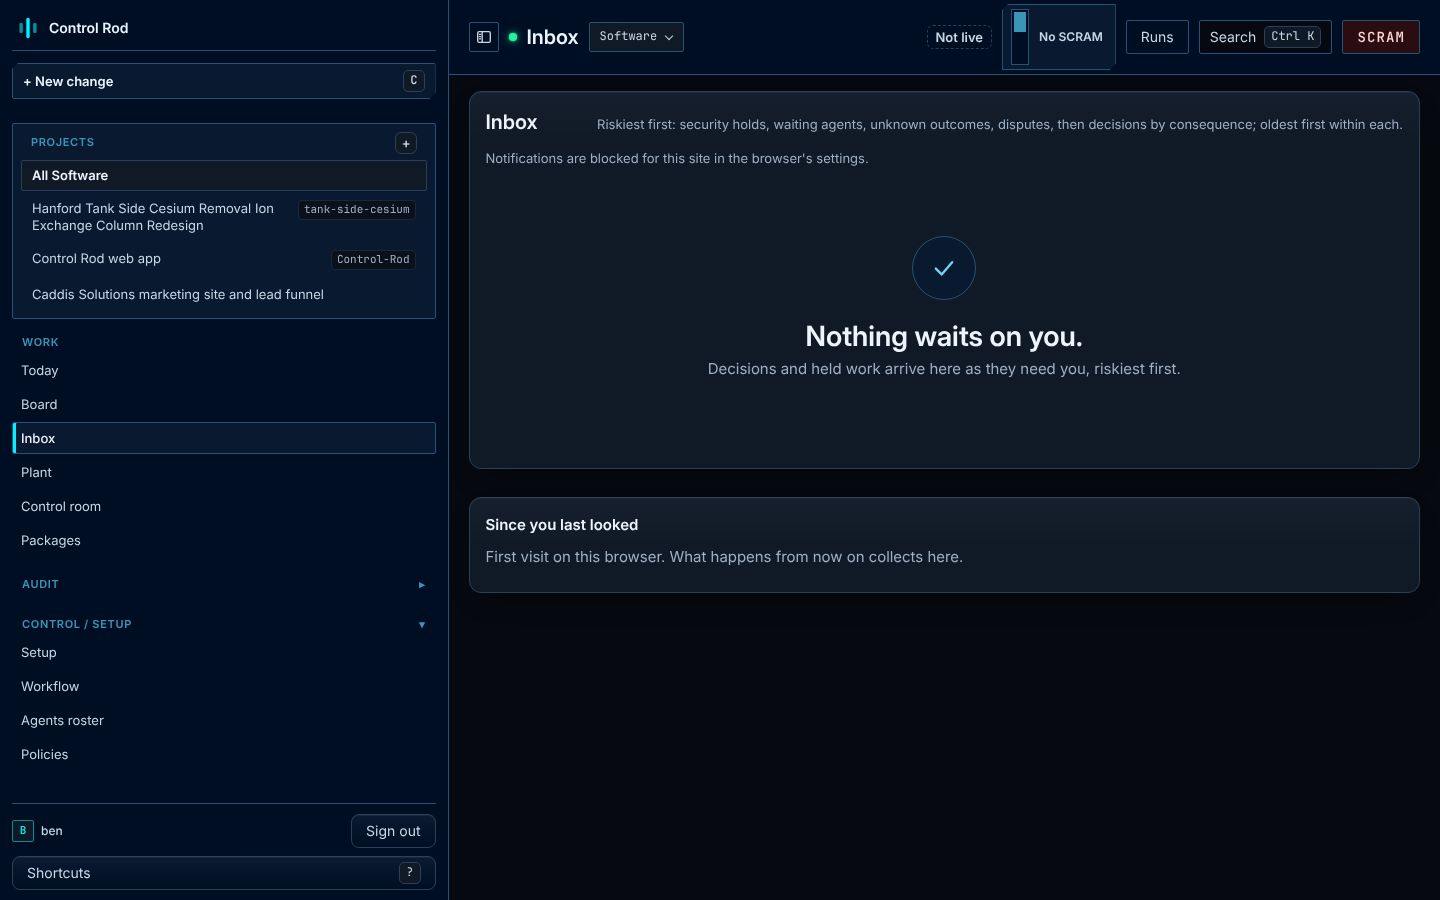 Control Rod
+ New change C
PROJECTS +
All Software
Hanford Tank Side Cesium Removal Ion
Exchange Column Redesign
tank-side-cesium
Control Rod web app Control-Rod
Caddis Solutions marketing site and lead funnel
WORK
Today
Board
Inbox
Plant
Control room
Packages
AUDIT
CONTROL / SETUP
Setup
Workflow
Agents roster
Policies
B ben Sign out
Shortcuts ?
Inbox Software Not live No SCRAM Runs Search Ctrl K SCRAM
Inbox Riskiest first: security holds, waiting agents, unknown outcomes, disputes, then decisions by consequence; oldest first within each.
Notifications are blocked for this site in the browser's settings.
Nothing waits on you.
Decisions and held work arrive here as they need you, riskiest first.
Since you last looked
First visit on this browser. What happens from now on collects here.